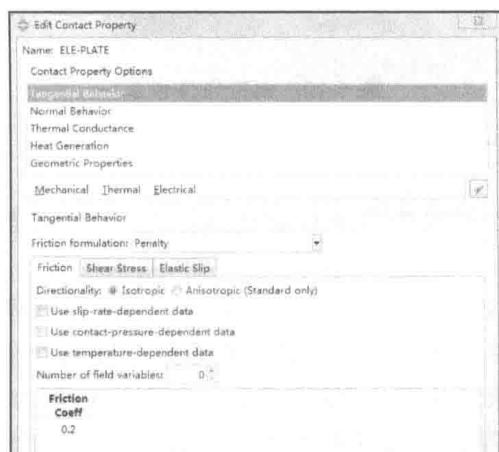 Edit Contact Property
Name: ELE-PLATE
Contact Property Options
Tangential Behavior
Normal Behavior
Thermal Conductance
Heat Generation
Geometric Properties
Mechanical Thermal Electrical
Tangential Behavior
Friction formulation: Penalty
Friction Shear Stress Elastic Slip
Directionality: Isotropic Anisotropic (Standard only)
Use slip-rate-dependent data
Use contact-pressure-dependent data
Use temperature-dependent data
Number of field variables: 0
Friction
Coeff
0.2